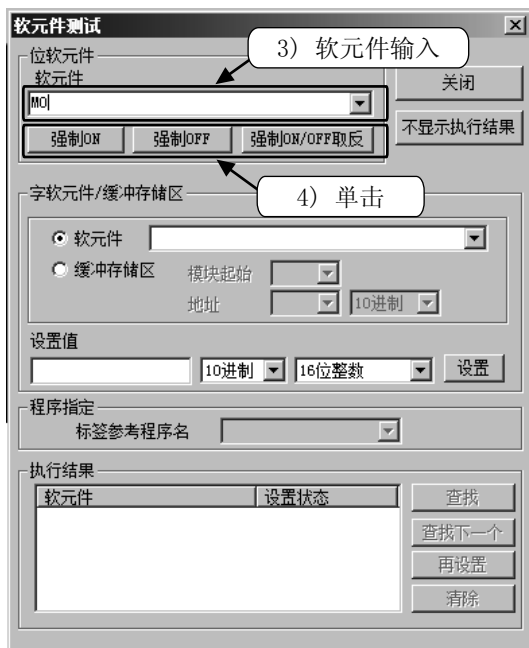 软元件测试
3) 软元件输入
位软元件
软元件
关闭
M0
强制ON 强制OFF 强制ON/OFF取反
不显示执行结果
4) 单击
字软元件/缓冲存储区
软元件
缓冲存储区 模块起始
地址 10进制
设置值
10进制 16位整数 设置
程序指定
标签参考程序名
执行结果
软元件 设置状态
查找
查找下一个
再设置
清除